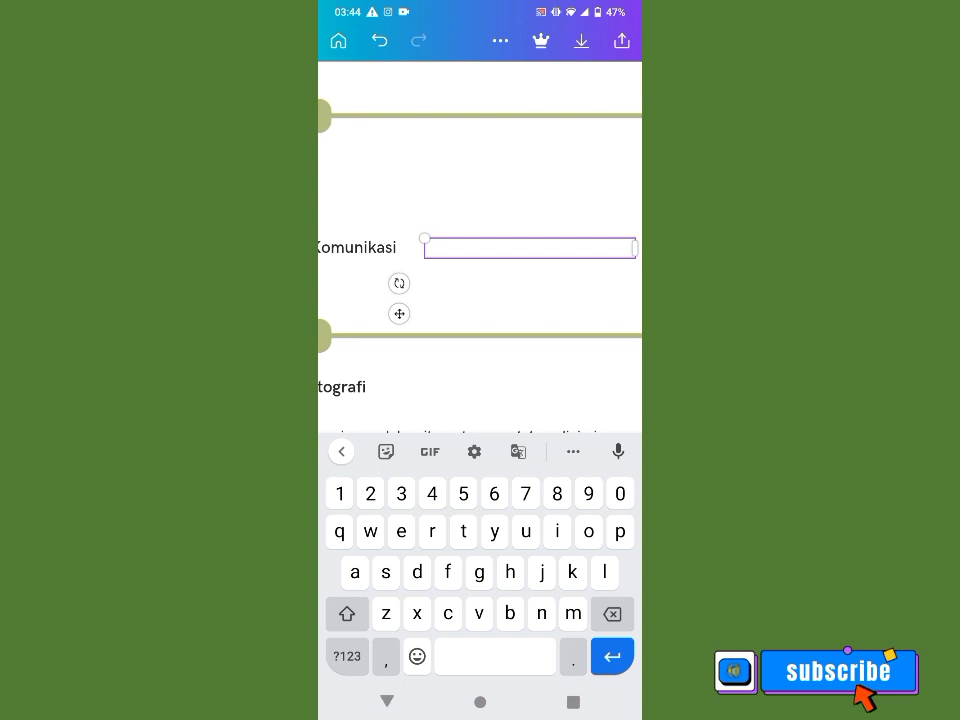 03:44
47%
Komunikasi
tografi
GIF
1 2 3 4 5 6 7 8 9 0
q w e r t y u i o p
a s d f g h j k l
z x c v b n m
?123 , .
subscribe